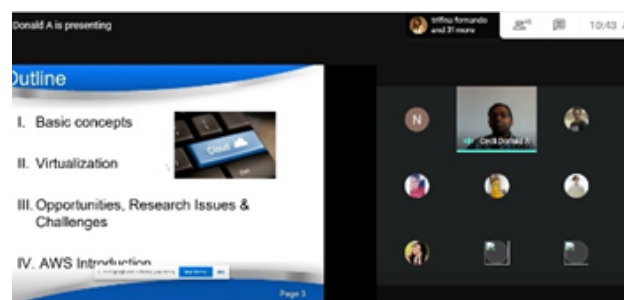 Donald A is presenting
trifina fornando
and 31 more
10:43
Outline
I. Basic concepts
II. Virtualization
III. Opportunities, Research Issues &
Challenges
IV. AWS Introduction
Cloud
Page 3
N
Cecil Donald A